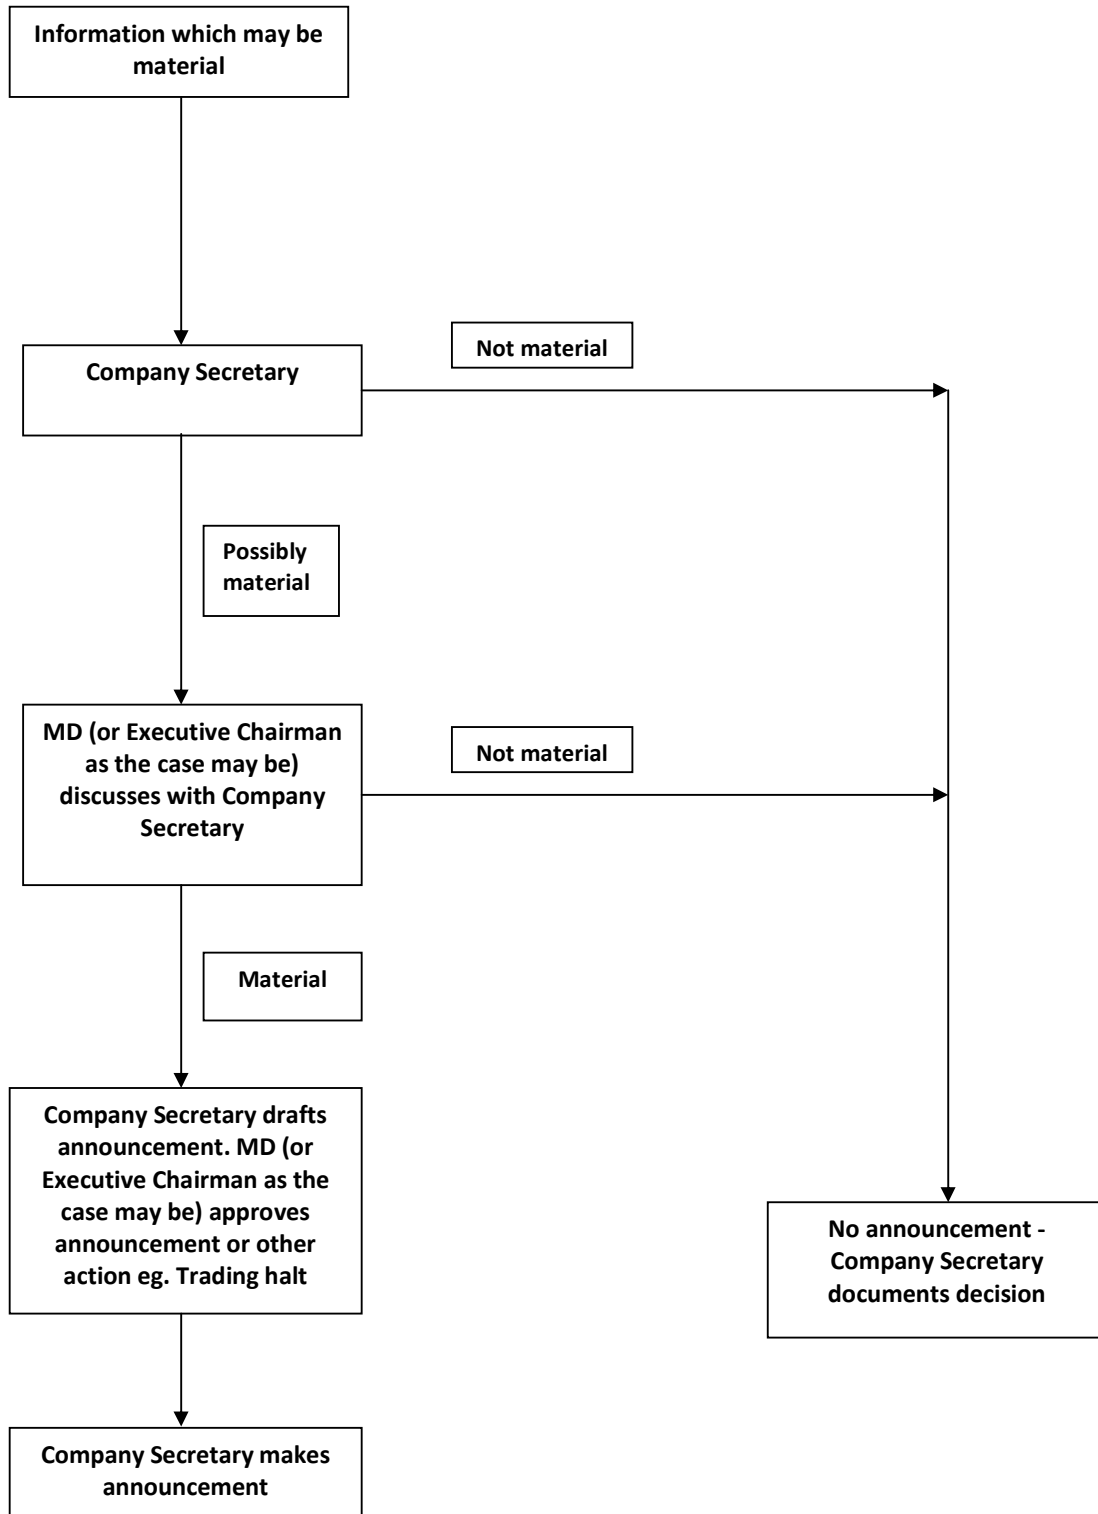 Information which may be
material
Company Secretary
Not material
Possibly
material
MD (or Executive Chairman
as the case may be)
discusses with Company
Secretary
Not material
Material
Company Secretary drafts
announcement. MD (or
Executive Chairman as the
case may be) approves
announcement or other
action eg. Trading halt
No announcement -
Company Secretary
documents decision
Company Secretary makes
announcement